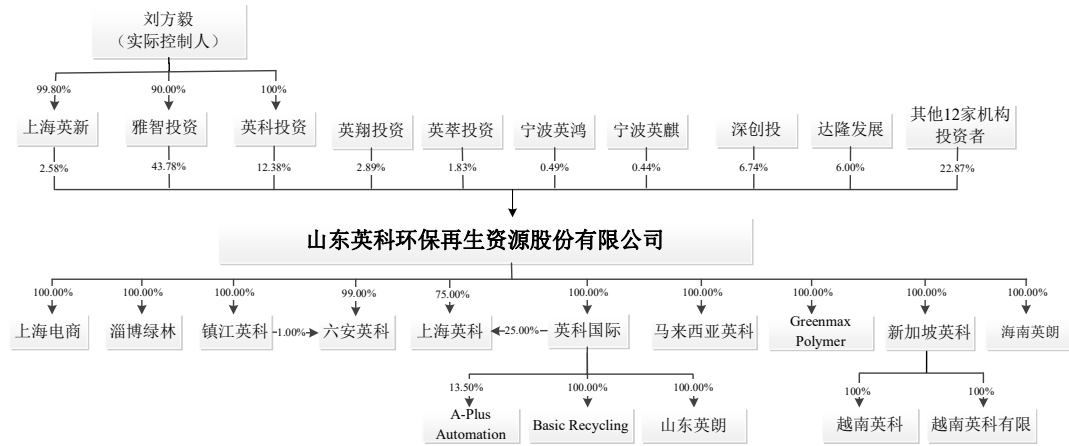 刘方毅
（实际控制人）
99.80%
90.00%
100%
上海英新
雅智投资
英科投资
英翔投资
英萃投资
宁波英鸿
宁波英麒
深创投
达隆发展
其他12家机构
投资者
2.58%
43.78%
12.38%
2.89%
1.83%
0.49%
0.44%
6.74%
6.00%
22.87%
山东英科环保再生资源股份有限公司
100.00%
100.00%
100.00%
99.00%
75.00%
100.00%
100.00%
100.00%
100.00%
100.00%
上海电商
淄博绿林
镇江英科
1.00%
六安英科
上海英科
25.00%
英科国际
马来西亚英科
Greenmax
Polymer
新加坡英科
海南英朗
13.50%
100.00%
100.00%
100%
100%
A-Plus
Automation
Basic Recycling
山东英朗
越南英科
越南英科有限